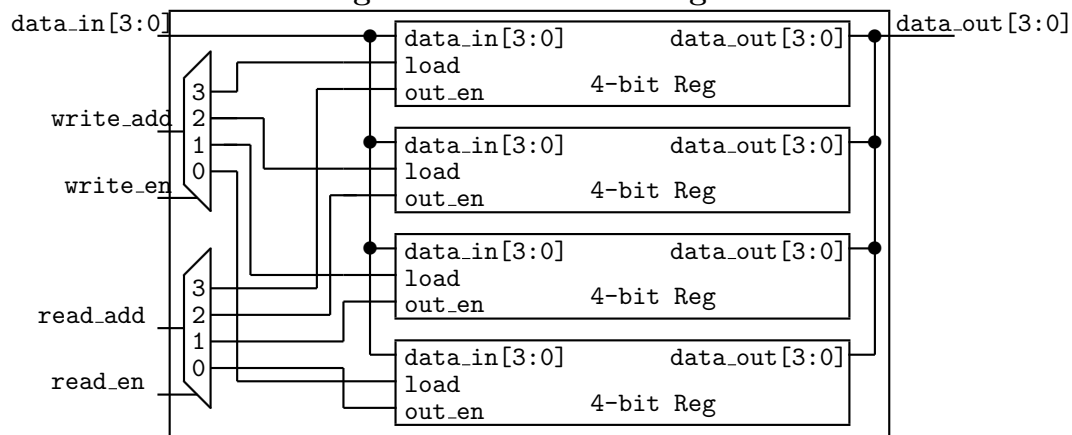 data_in[3:0]
data_out[3:0]
data_in[3:0] data_out[3:0]
load
4-bit Reg
out_en
3
2
1
0
write_add
write_en
data_in[3:0] data_out[3:0]
load
4-bit Reg
out_en
data_in[3:0] data_out[3:0]
load
4-bit Reg
out_en
3
2
1
0
read_add
read_en
data_in[3:0] data_out[3:0]
load
4-bit Reg
out_en